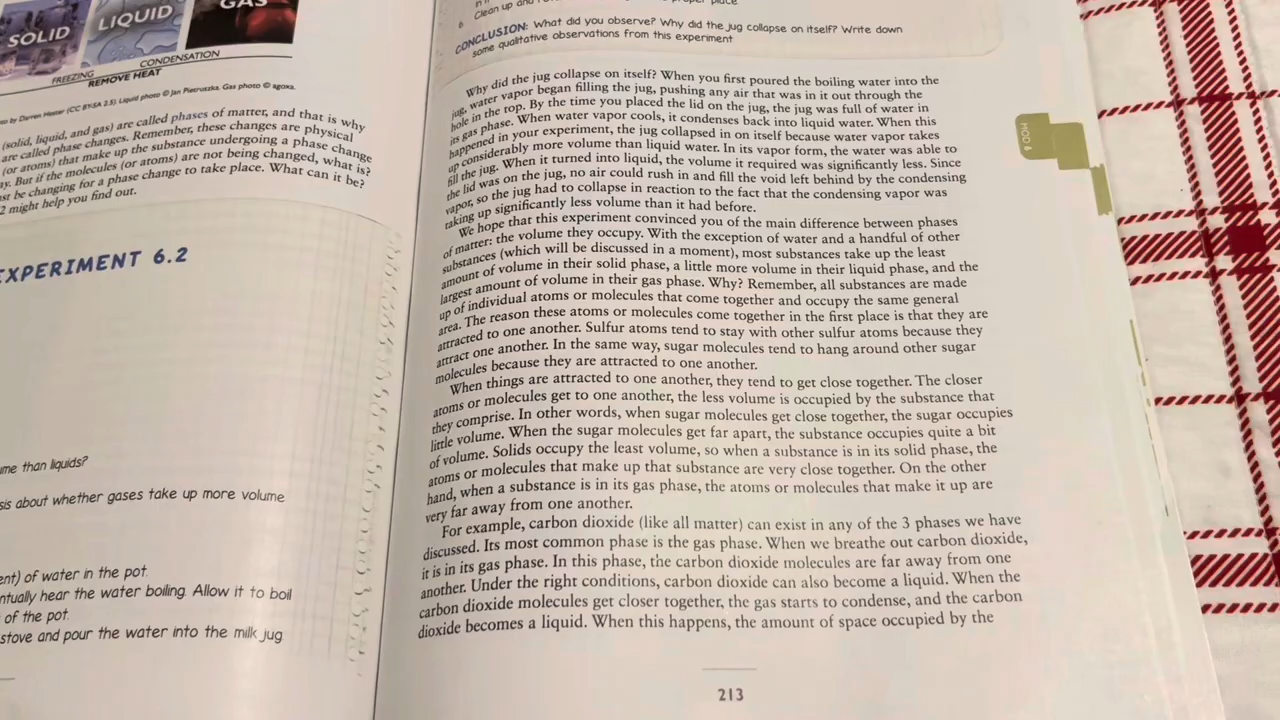 SOLID
LIQUID
GAS
FREEZING
CONDENSATION
REMOVE HEAT
by Darren Hester (CC BY-SA 2.5) Liquid photo © Jan Pietruszka. Gas photo © agoxa.
(solid, liquid, and gas) are called phases of matter, and that is why
are called phase changes. Remember, these changes are physical
(or atoms) that make up the substance undergoing a phase change
But if the molecules (or atoms) are not being changed, what is?
be changing for a phase change to take place. What can it be?
2 might help you find out.
EXPERIMENT 6.2
than liquids?
about whether gases take up more volume
of water in the pot.
hear the water boiling. Allow it to boil
of the pot.
stove and pour the water into the milk jug
6 Clean up and place
CONCLUSION: What did you observe? Why did the jug collapse on itself? Write down
some qualitative observations from this experiment
Why did the jug collapse on itself? When you first poured the boiling water into the
jug, water vapor began filling the jug, pushing any air that was in it out through the
hole in the top. By the time you placed the lid on the jug, the jug was full of water in
its gas phase. When water vapor cools, it condenses back into liquid water. When this
happened in your experiment, the jug collapsed in on itself because water vapor takes
up considerably more volume than liquid water. In its vapor form, the water was able to
fill the jug. When it turned into liquid, the volume it required was significantly less. Since
the lid was on the jug, no air could rush in and fill the void left behind by the condensing
vapor, so the jug had to collapse in reaction to the fact that the condensing vapor was
taking up significantly less volume than it had before.
We hope that this experiment convinced you of the main difference between phases
of matter: the volume they occupy. With the exception of water and a handful of other
substances (which will be discussed in a moment), most substances take up the least
amount of volume in their solid phase, a little more volume in their liquid phase, and the
largest amount of volume in their gas phase. Why? Remember, all substances are made
up of individual atoms or molecules that come together and occupy the same general
area. The reason these atoms or molecules come together in the first place is that they are
attracted to one another. Sulfur atoms tend to stay with other sulfur atoms because they
attract one another. In the same way, sugar molecules tend to hang around other sugar
molecules because they are attracted to one another.
When things are attracted to one another, they tend to get close together. The closer
atoms or molecules get to one another, the less volume is occupied by the substance that
they comprise. In other words, when sugar molecules get close together, the sugar occupies
little volume. When the sugar molecules get far apart, the substance occupies quite a bit
of volume. Solids occupy the least volume, so when a substance is in its solid phase, the
atoms or molecules that make up that substance are very close together. On the other
hand, when a substance is in its gas phase, the atoms or molecules that make it up are
very far away from one another.
For example, carbon dioxide (like all matter) can exist in any of the 3 phases we have
discussed. Its most common phase is the gas phase. When we breathe out carbon dioxide,
it is in its gas phase. In this phase, the carbon dioxide molecules are far away from one
another. Under the right conditions, carbon dioxide can also become a liquid. When the
carbon dioxide molecules get closer together, the gas starts to condense, and the carbon
dioxide becomes a liquid. When this happens, the amount of space occupied by the
213
MOD 6